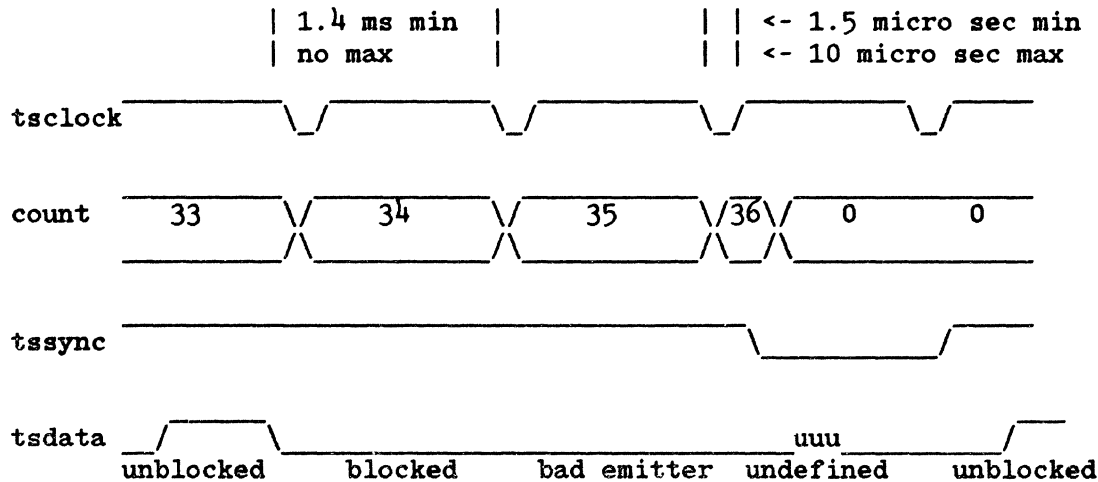 | 1.4 ms min | | | <- 1.5 micro sec min
| no max | | | <- 10 micro sec max
tsclock
count 33 34 35 36 0 0
tssync
tsdata uuu
unblocked blocked bad emitter undefined unblocked